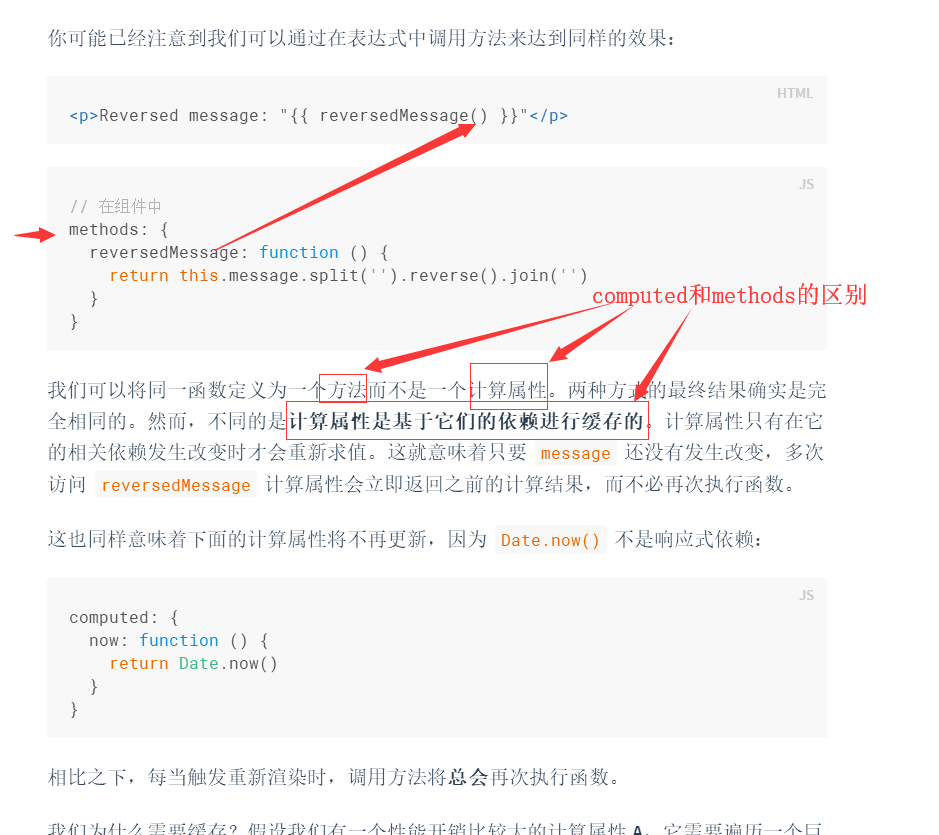 你可能已经注意到我们可以通过在表达式中调用方法来达到同样的效果：
HTML
<p>Reversed message: "{{ reversedMessage() }}"</p>
JS
// 在组件中
methods: {
  reversedMessage: function () {
    return this.message.split('').reverse().join('')
  }
}
computed和methods的区别
我们可以将同一函数定义为一个方法而不是一个计算属性。两种方式的最终结果确实是完
全相同的。然而，不同的是计算属性是基于它们的依赖进行缓存的。计算属性只有在它
的相关依赖发生改变时才会重新求值。这就意味着只要 message 还没有发生改变，多次
访问 reversedMessage 计算属性会立即返回之前的计算结果，而不必再次执行函数。
这也同样意味着下面的计算属性将不再更新，因为 Date.now() 不是响应式依赖：
JS
computed: {
  now: function () {
    return Date.now()
  }
}
相比之下，每当触发重新渲染时，调用方法将总会再次执行函数。
我们为什么需要缓存？假设我们有一个性能开销比较大的计算属性 A，它需要遍历一个巨